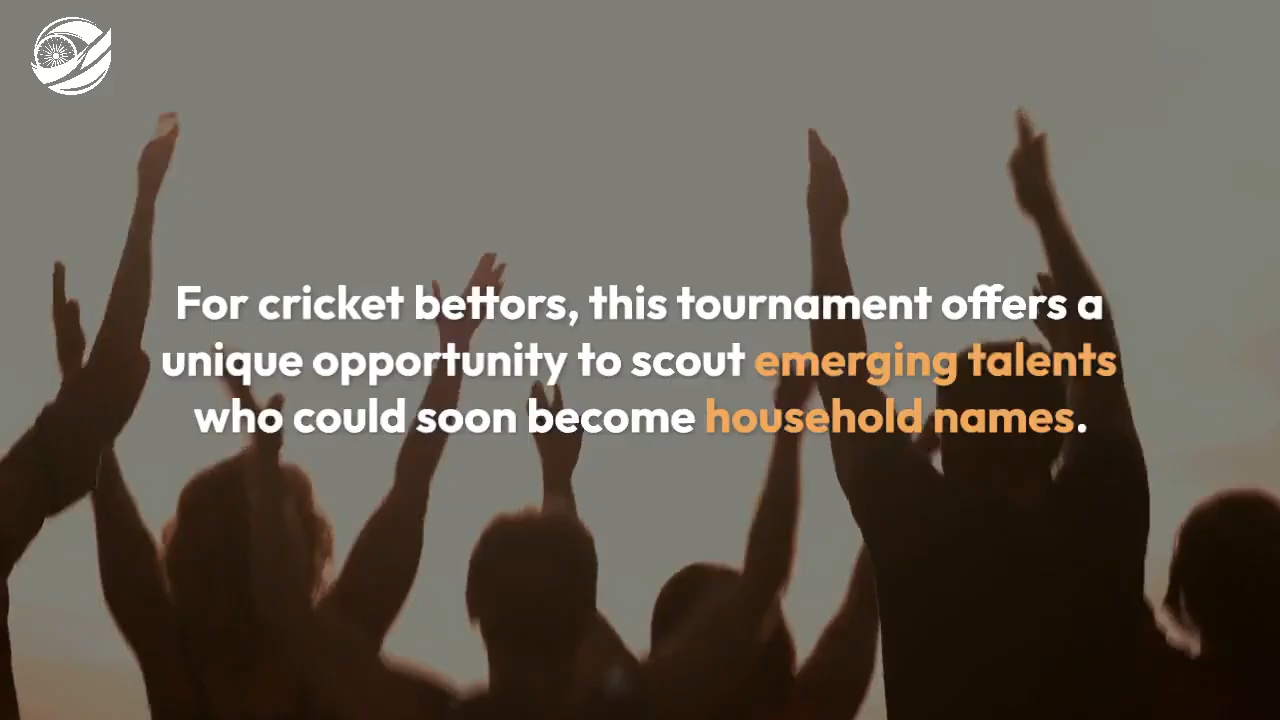 For cricket bettors, this tournament offers a
unique opportunity to scout emerging talents
who could soon become household names.